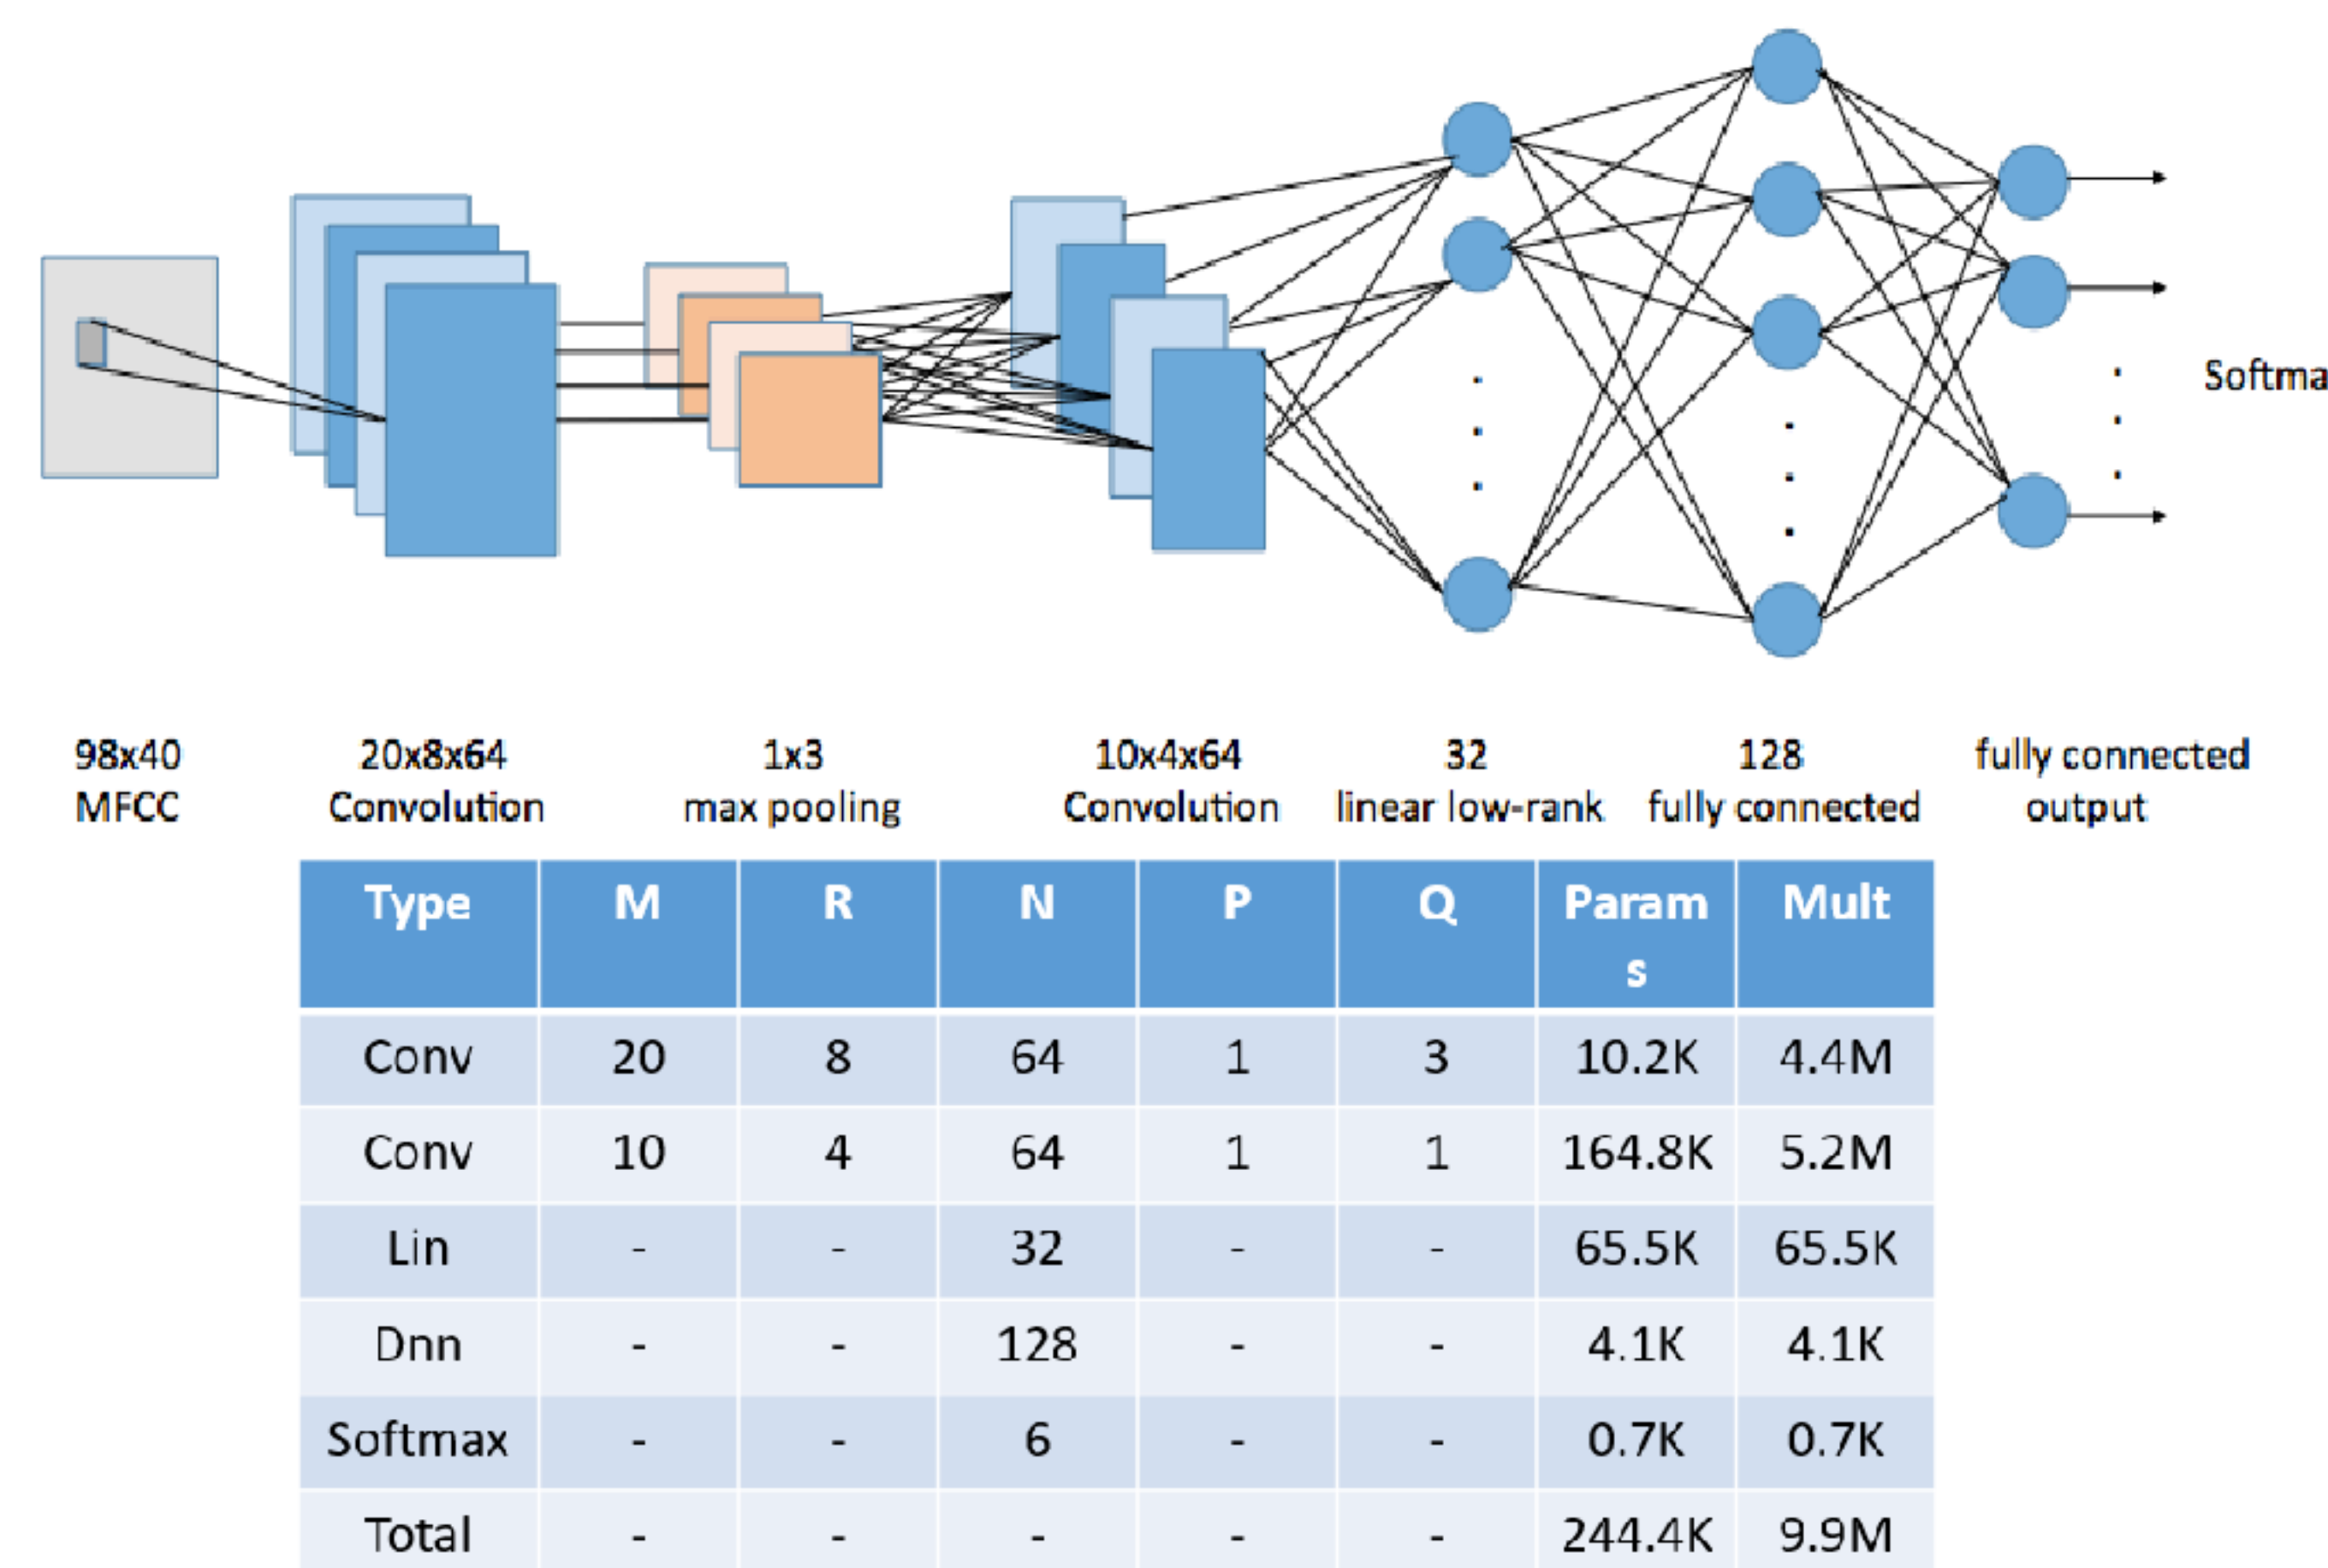 Softma
98x40 20x8x64 1x3 10x4x64 32 128 fully connected
MFCC Convolution max pooling Convolution linear low-rank fully connected output
Type M R N P Q Param Mult
s
Conv 20 8 64 1 3 10.2K 4.4M
Conv 10 4 64 1 1 164.8K 5.2M
Lin - - 32 - - 65.5K 65.5K
Dnn - - 128 - - 4.1K 4.1K
Softmax - - 6 - - 0.7K 0.7K
Total - - - - - 244.4K 9.9M